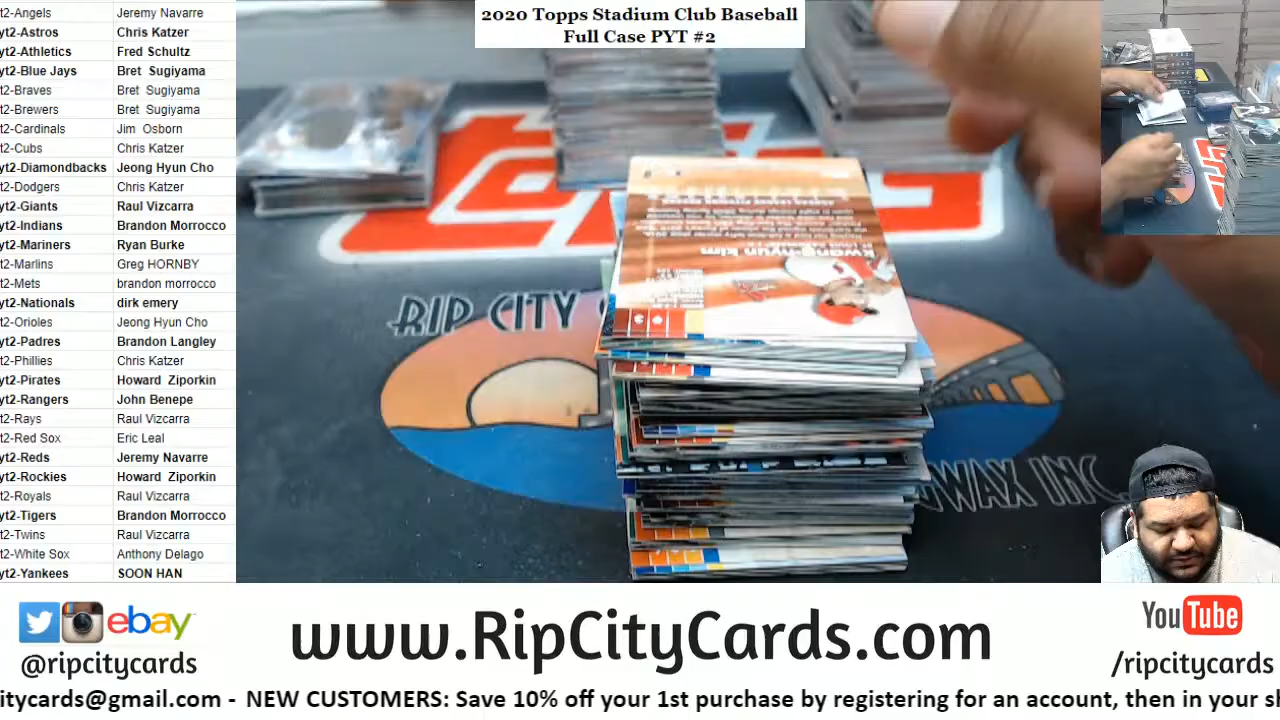 2020 Topps Stadium Club Baseball
Full Case PYT #2
t2-Angels Jeremy Navarre
yt2-Astros Chris Katzer
yt2-Athletics Fred Schultz
yt2-Blue Jays Bret Sugiyama
t2-Braves Bret Sugiyama
t2-Brewers Bret Sugiyama
t2-Cardinals Jim Osborn
t2-Cubs Chris Katzer
yt2-Diamondbacks Jeong Hyun Cho
t2-Dodgers Chris Katzer
yt2-Giants Raul Vizcarra
yt2-Indians Brandon Morrocco
yt2-Mariners Ryan Burke
t2-Marlins Greg HORNBY
t2-Mets brandon morrocco
yt2-Nationals dirk emery
t2-Orioles Jeong Hyun Cho
yt2-Padres Brandon Langley
t2-Phillies Chris Katzer
yt2-Pirates Howard Ziporkin
yt2-Rangers John Benepe
t2-Rays Raul Vizcarra
t2-Red Sox Eric Leal
yt2-Reds Jeremy Navarre
yt2-Rockies Howard Ziporkin
t2-Royals Raul Vizcarra
yt2-Tigers Brandon Morrocco
t2-Twins Raul Vizcarra
t2-White Sox Anthony Delago
yt2-Yankees SOON HAN
kwang-hyun kim
RIP CITY
WAX INC.
ebay
@ripcitycards
www.RipCityCards.com
YouTube
/ripcitycards
citycards@gmail.com - NEW CUSTOMERS: Save 10% off your 1st purchase by registering for an account, then in your sh